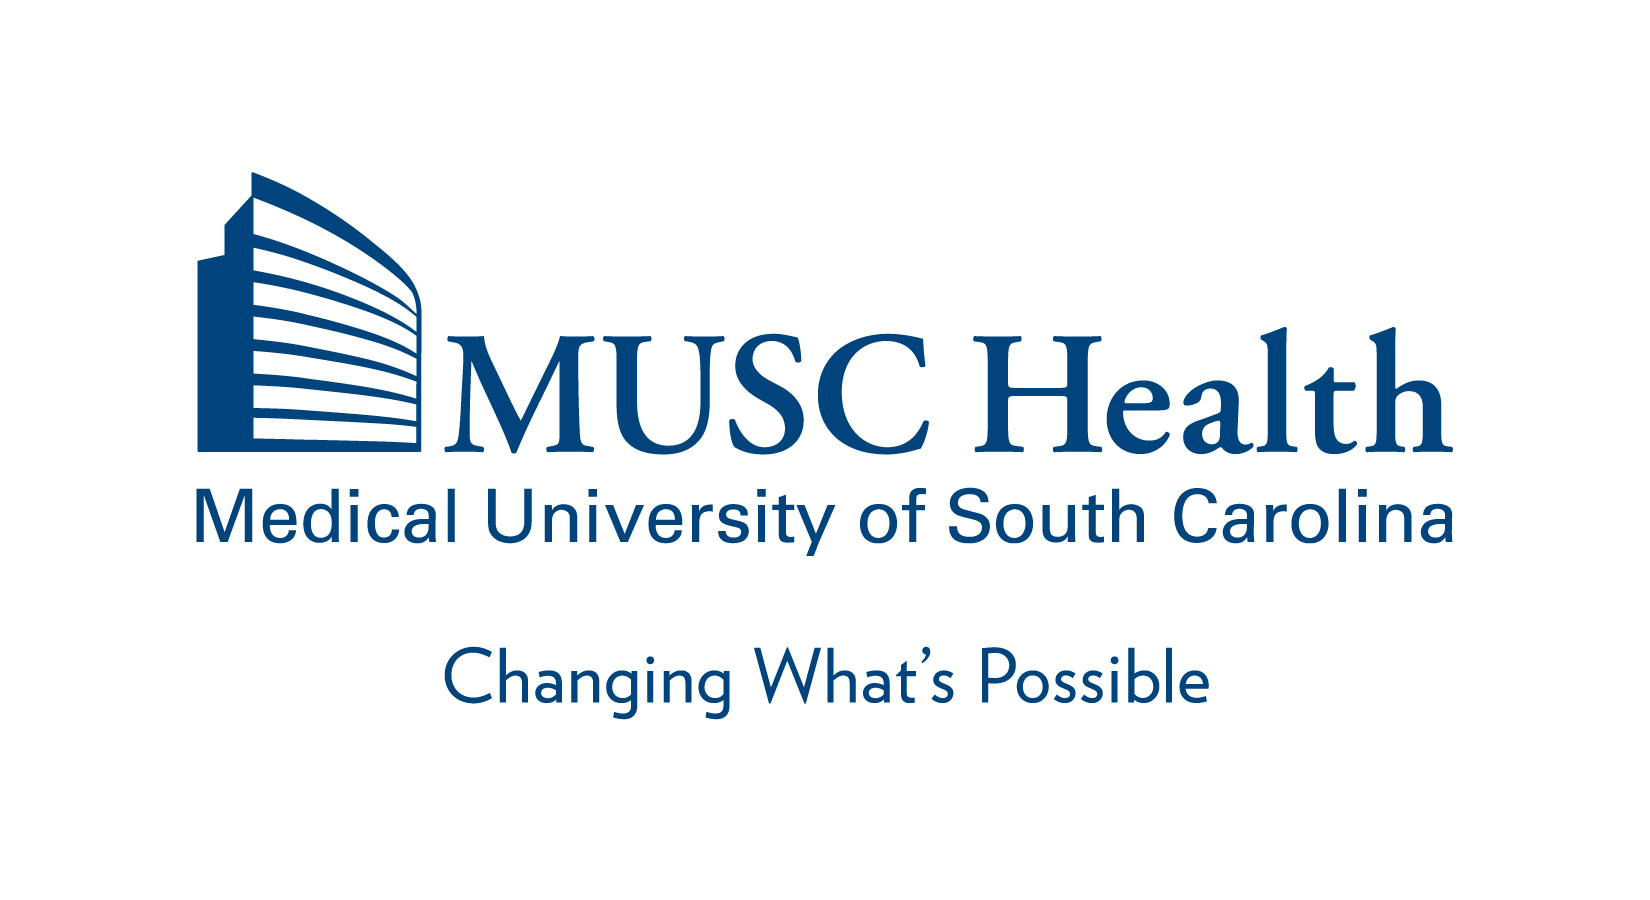 MUSC Health
Medical University of South Carolina
Changing What’s Possible